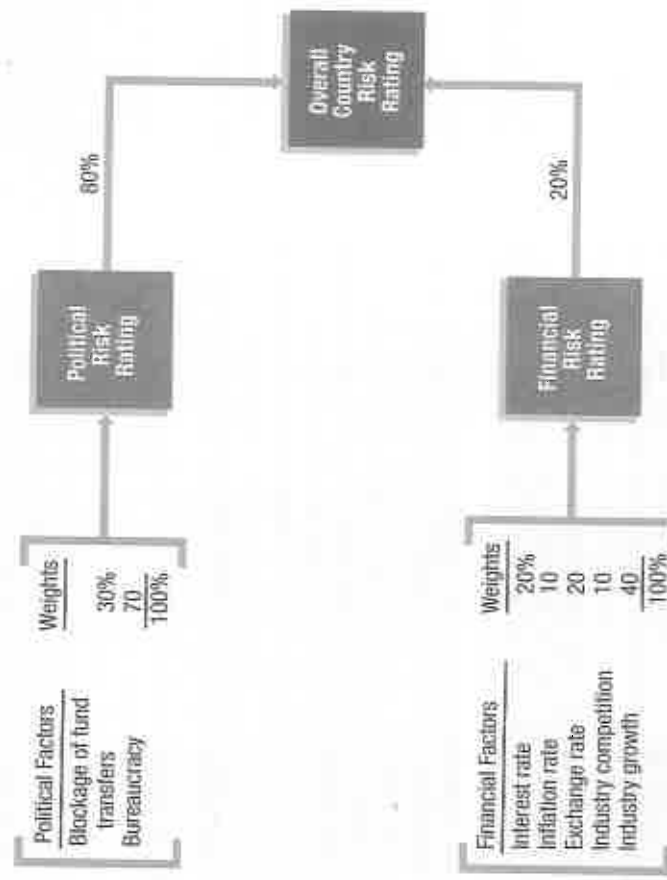 Political Factors
Weights
Blockage of fund
transfers
30%
Bureaucracy
70
100%
Political
Risk
Rating
80%
Overall
Country
Risk
Rating
Financial Factors
Weights
Interest rate
20%
Inflation rate
10
Exchange rate
20
Industry competition
10
Industry growth
40
100%
Financial
Risk
Rating
20%